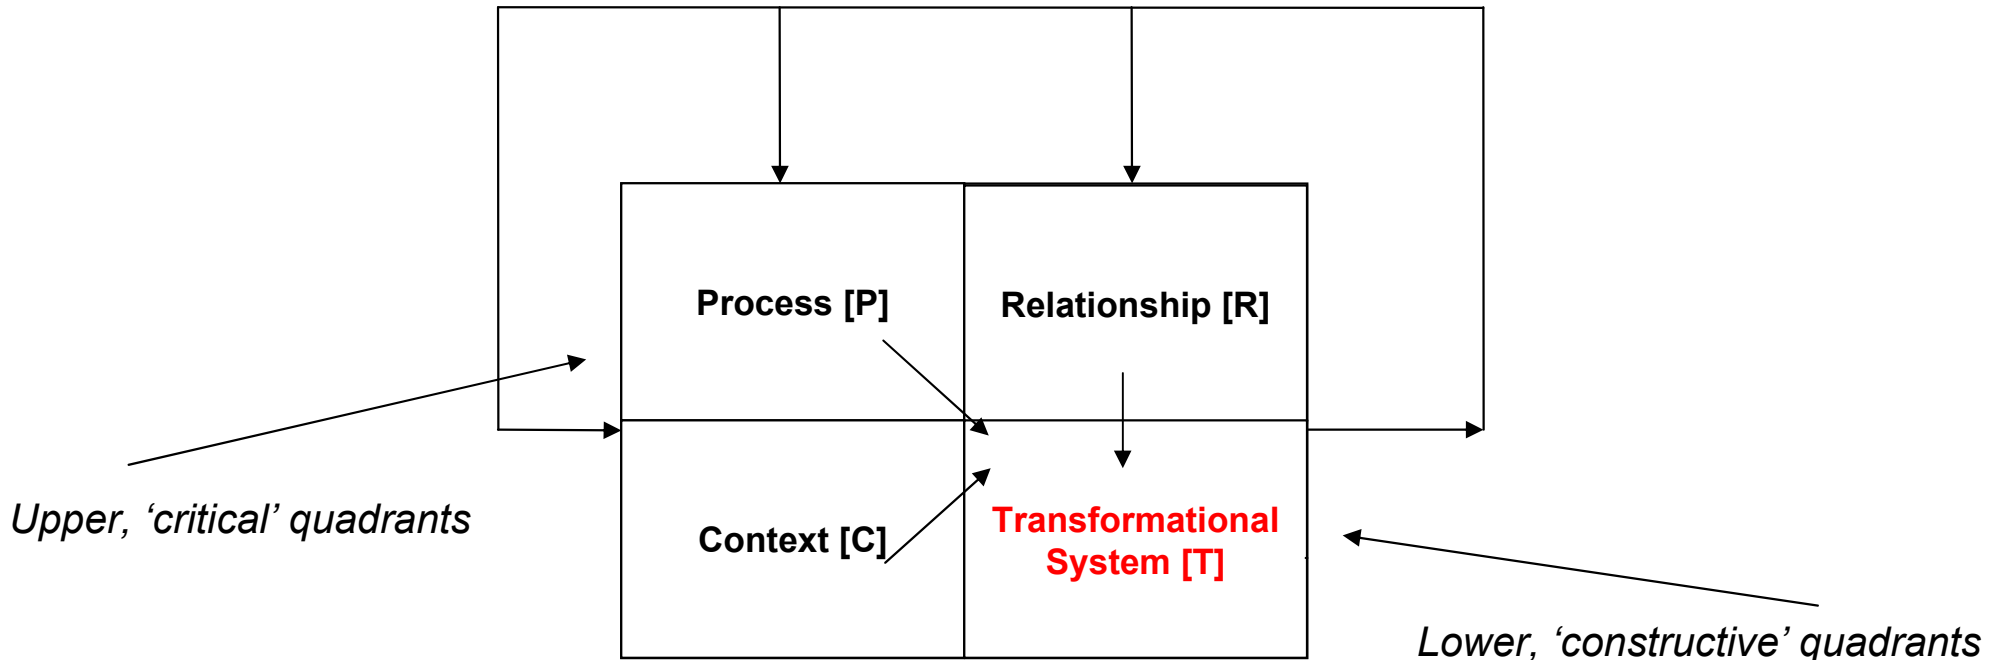 Process [P]
Relationship [R]
Upper, ‘critical’ quadrants
Context [C]
Transformational
System [T]
Lower, ‘constructive’ quadrants